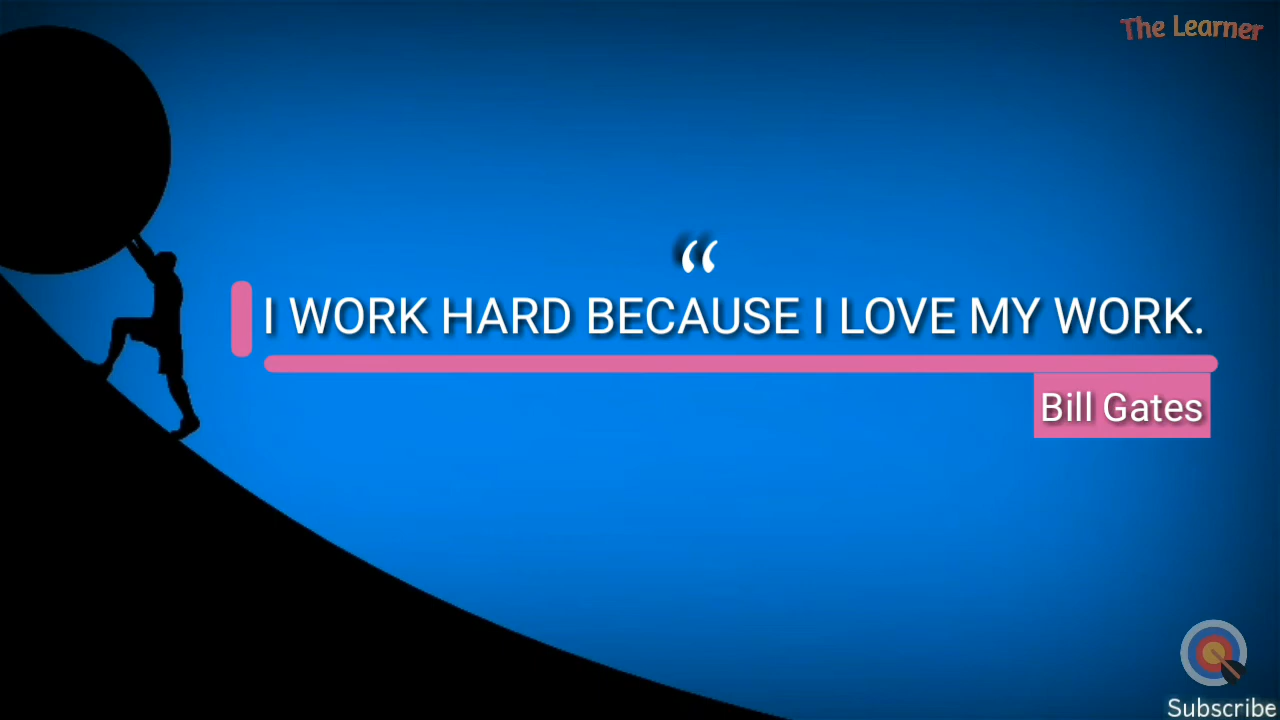 The Learner
“
I WORK HARD BECAUSE I LOVE MY WORK.
Bill Gates
Subscribe